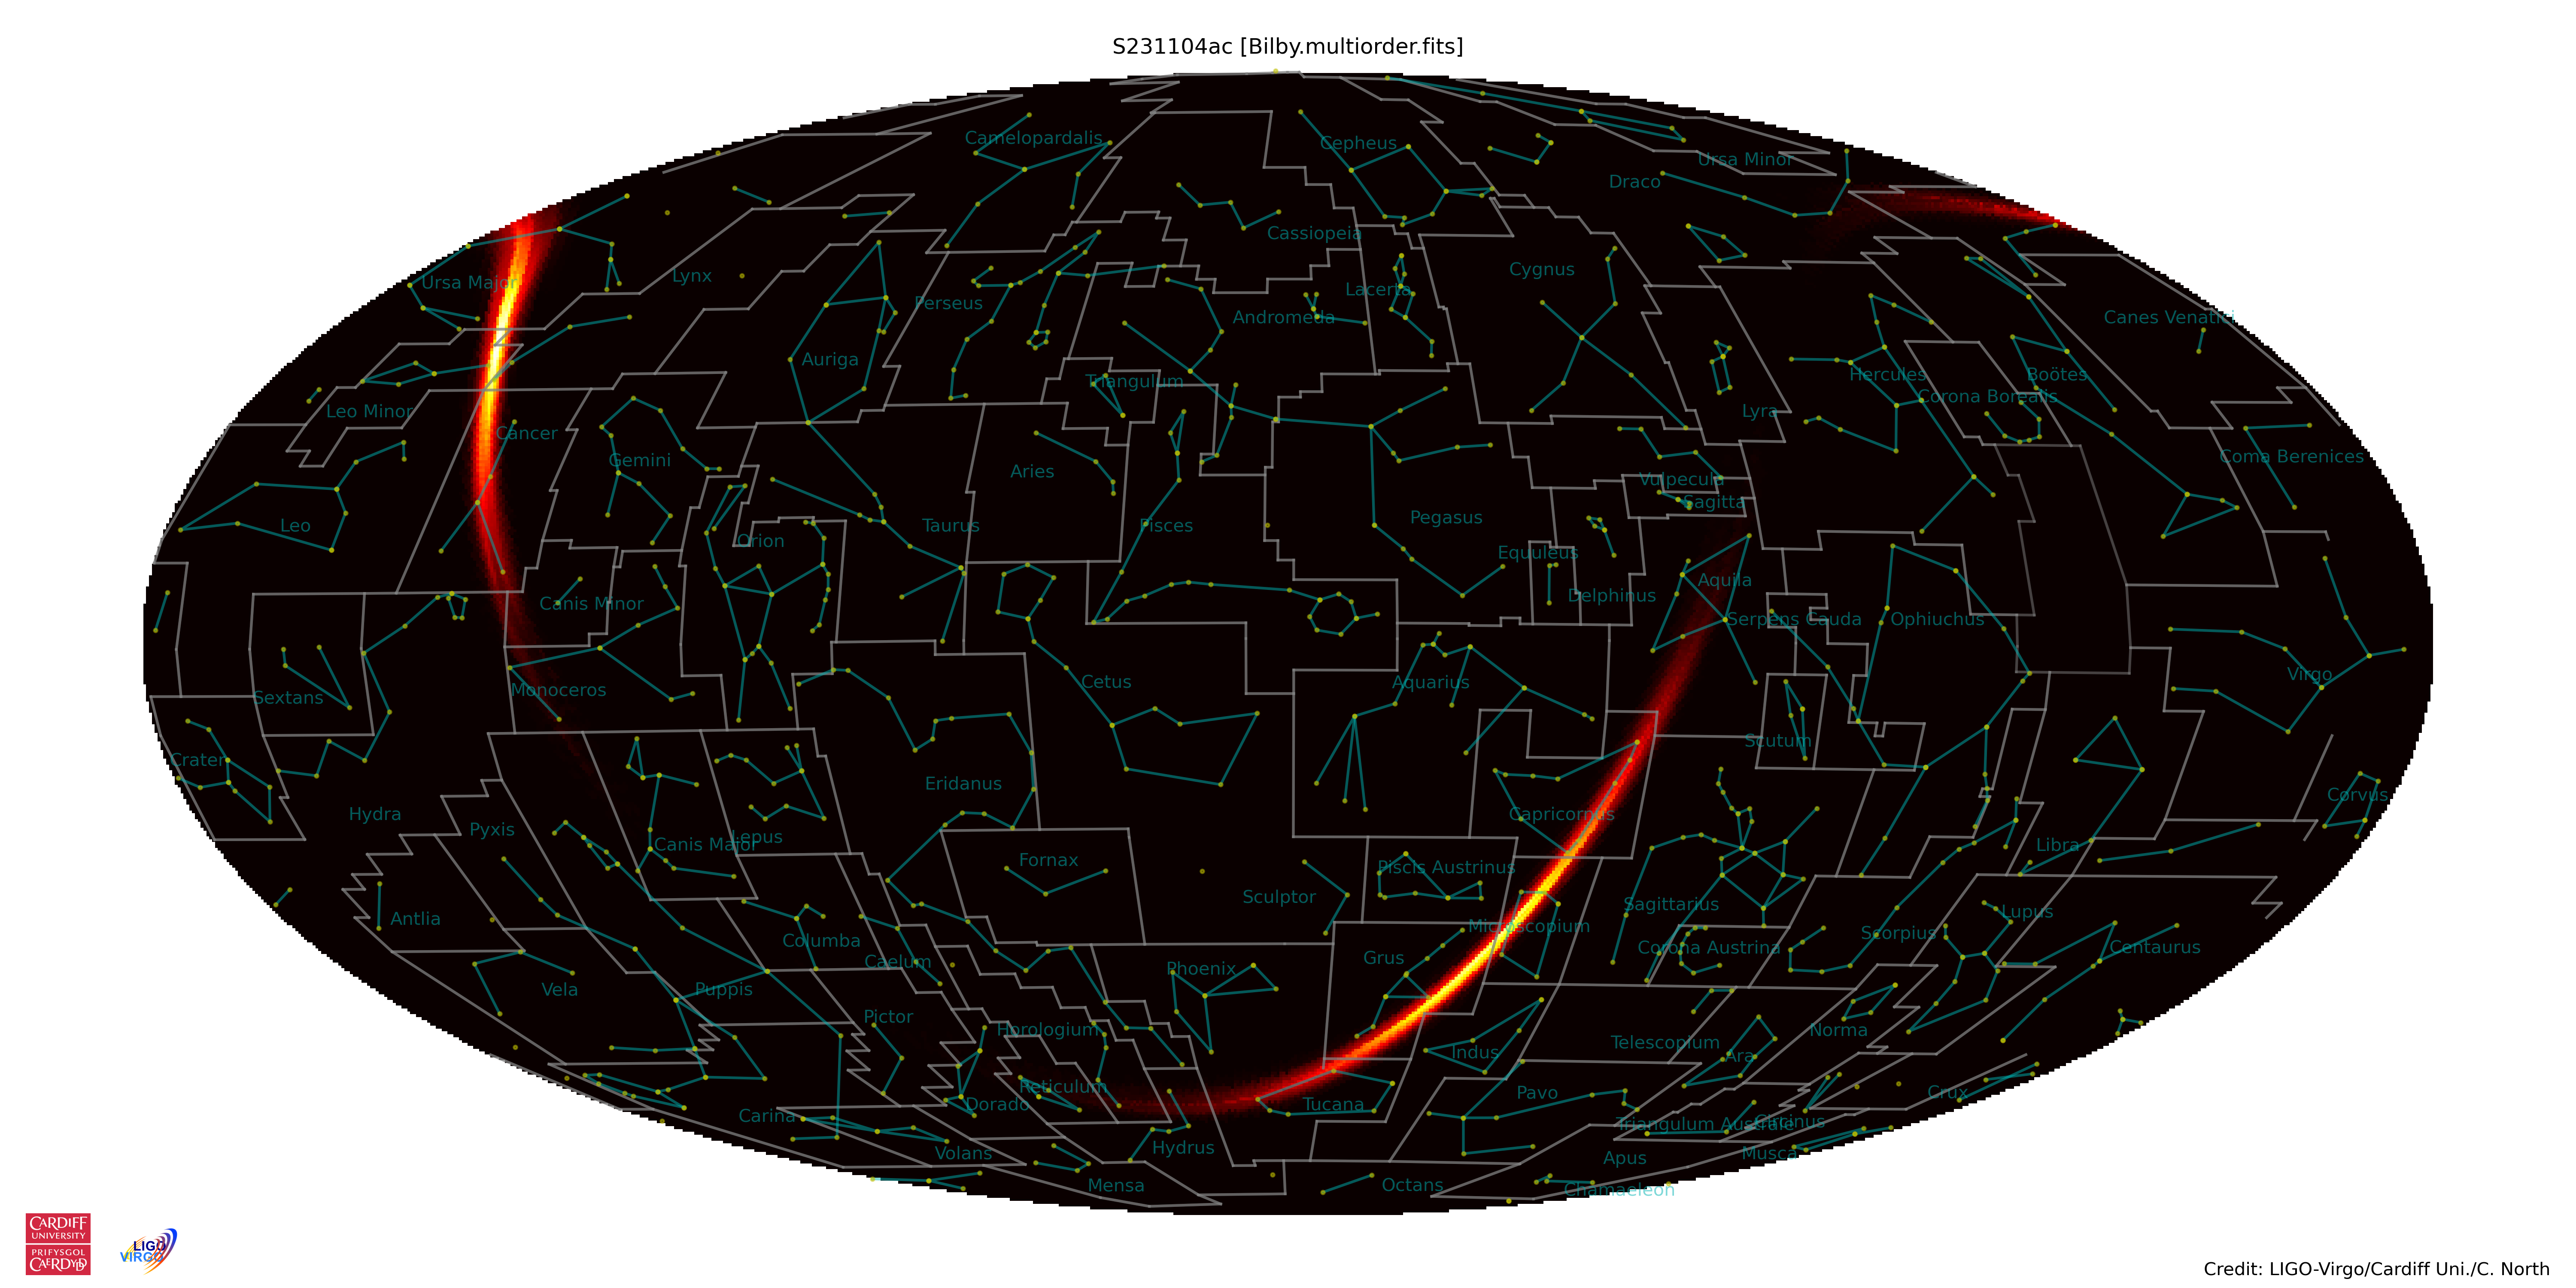 S231104ac [Bilby.multiorder.fits]
Camelopardalis
Cepheus
Ursa Minor
Draco
Cassiopeia
Cygnus
Lynx
Ursa Major
Lacerta
Perseus
Andromeda
Canes Venatici
Auriga
Hercules
Boötes
Triangulum
Corona Borealis
Leo Minor
Lyra
Cancer
Coma Berenices
Gemini
Aries
Vulpecula
Sagitta
Pegasus
Leo
Taurus
Pisces
Orion
Equuleus
Aquila
Delphinus
Canis Minor
Serpens Cauda
Ophiuchus
Virgo
Cetus
Aquarius
Monoceros
Sextans
Scutum
Crater
Eridanus
Corvus
Hydra
Capricornus
Pyxis
Lepus
Canis Major
Libra
Fornax
Piscis Austrinus
Sculptor
Sagittarius
Lupus
Antlia
Microscopium
Scorpius
Columba
Corona Austrina
Centaurus
Grus
Caelum
Phoenix
Vela
Puppis
Pictor
Horologium
Norma
Telescopium
Indus
Ara
Reticulum
Pavo
Crux
Dorado
Tucana
Carina
Triangulum Australe
Circinus
Hydrus
Volans
Musca
Apus
Mensa
Octans
Chamaeleon
CARDIFF
UNIVERSITY
PRIFYSGOL
CAERDYDD
LIGO
VIRGO
Credit: LIGO-Virgo/Cardiff Uni./C. North